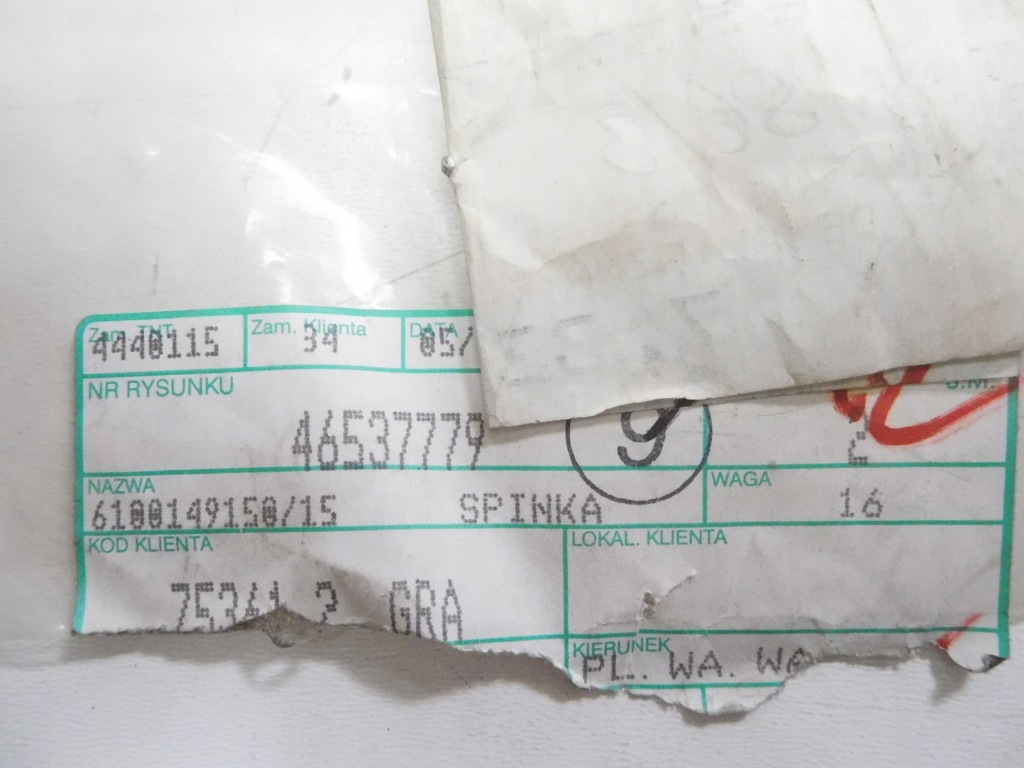 Zam. TNT Zam. Klienta DATA
4440115 34 05/
NR RYSUNKU J.M.
46537779 9
NAZWA WAGA
6100149150/15 SPINKA 16
KOD KLIENTA LOKAL. KLIENTA
75341 2 GRA
KIERUNEK
PL. WA. WA